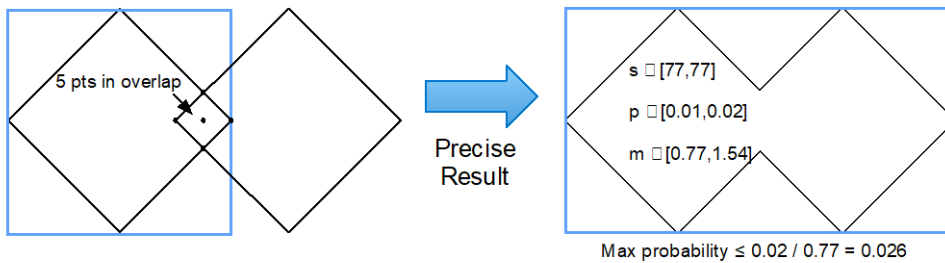 5 pts in overlap
Precise
Result
s □[77,77]
p □[0.01,0.02]
m □[0.77,1.54]
Max probability ≤ 0.02 / 0.77 = 0.026